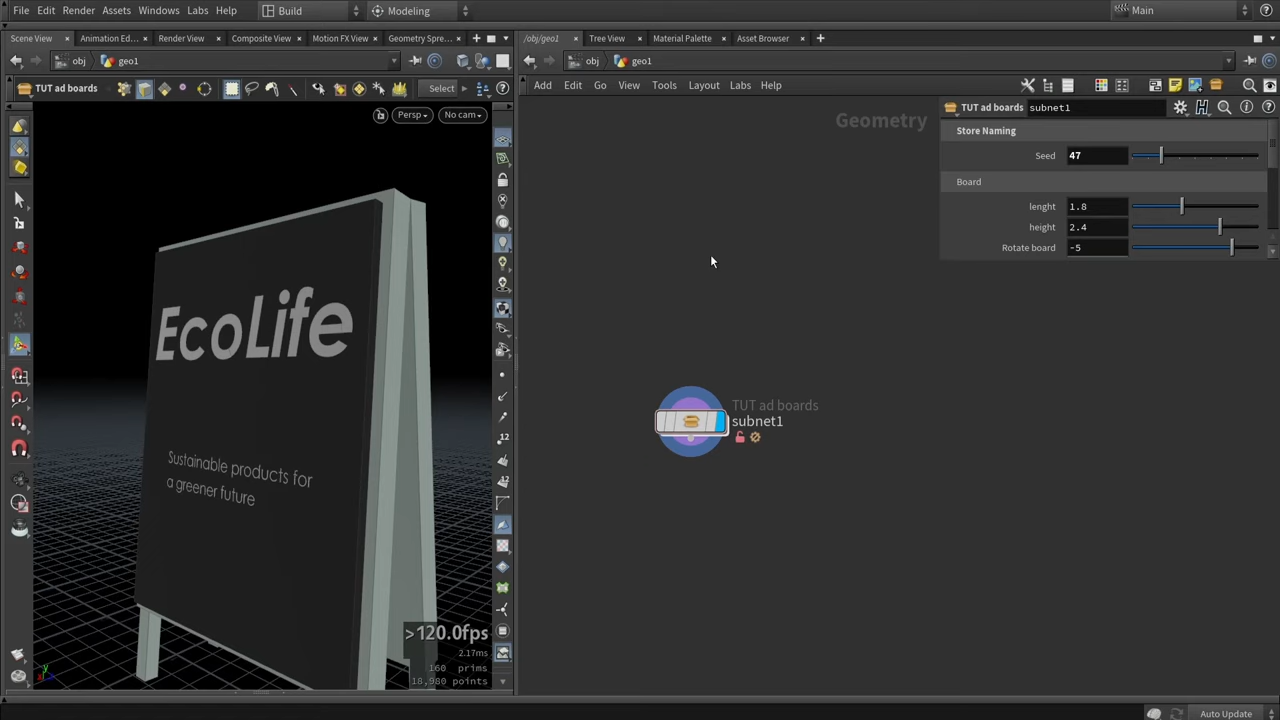 File Edit Render Assets Windows Labs Help Build Modeling Main
Scene View Animation Ed... Render View Composite View Motion FX View Geometry Spre... /obj/geo1 Tree View Material Palette Asset Browser
obj geo1 obj geo1
TUT ad boards Select Add Edit Go View Tools Layout Labs Help
Persp No cam Geometry TUT ad boards subnet1
Store Naming
Seed 47
Board
lenght 1.8
height 2.4
Rotate board -5
EcoLife
Sustainable products for
a greener future
TUT ad boards
subnet1
12
12
>120.0fps
2.17ms
160 prims
18,980 points
y
x z
Auto Update